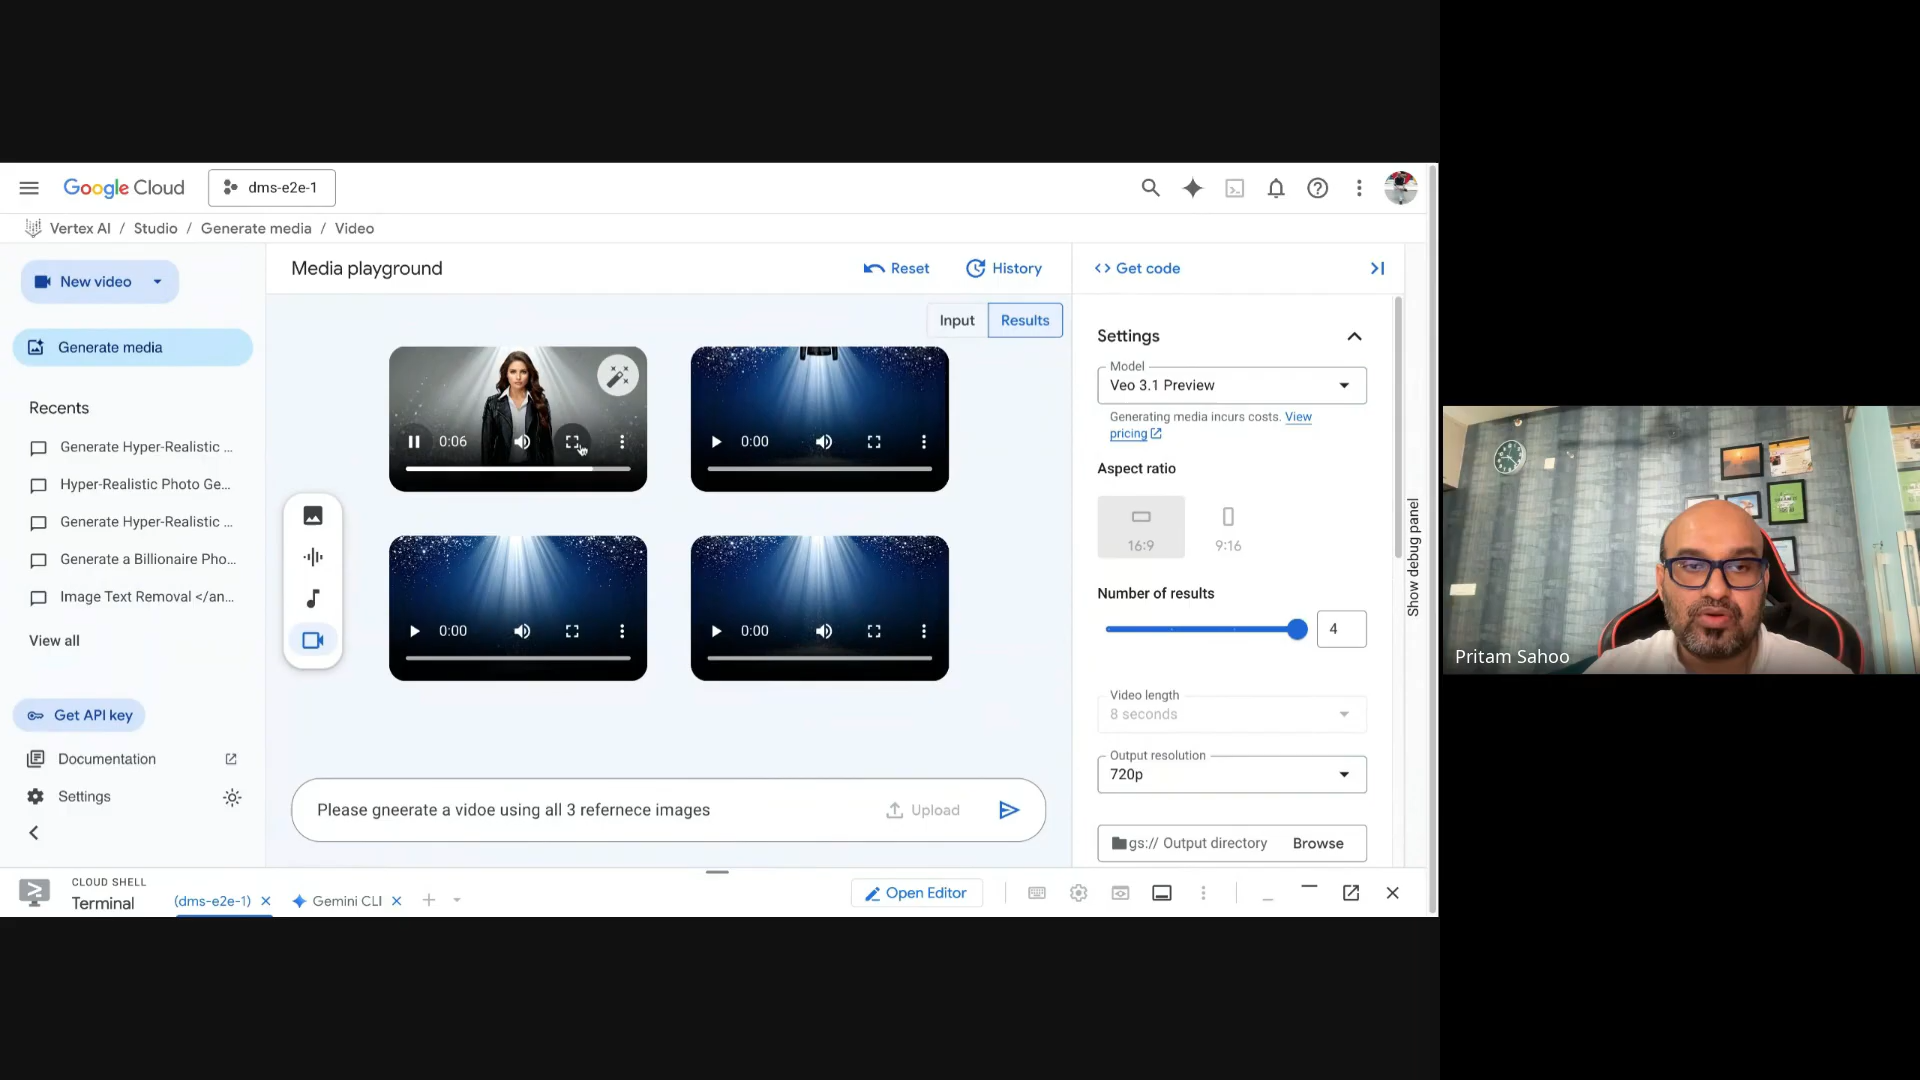 Google Cloud
dms-e2e-1
Vertex AI / Studio / Generate media / Video
New video
Media playground
Reset
History
Get code
Input
Results
Generate media
Recents
Generate Hyper-Realistic ...
Hyper-Realistic Photo Ge...
Generate Hyper-Realistic ...
Generate a Billionaire Pho...
Image Text Removal </an...
View all
Get API key
Documentation
Settings
0:06
0:00
0:00
0:00
Please gneerate a vidoe using all 3 refernece images
Upload
Settings
Model
Veo 3.1 Preview
Generating media incurs costs. View
pricing
Aspect ratio
16:9
9:16
Number of results
4
Video length
8 seconds
Output resolution
720p
gs:// Output directory
Browse
Show debug panel
CLOUD SHELL
Terminal
(dms-e2e-1)
Gemini CLI
Open Editor
Pritam Sahoo